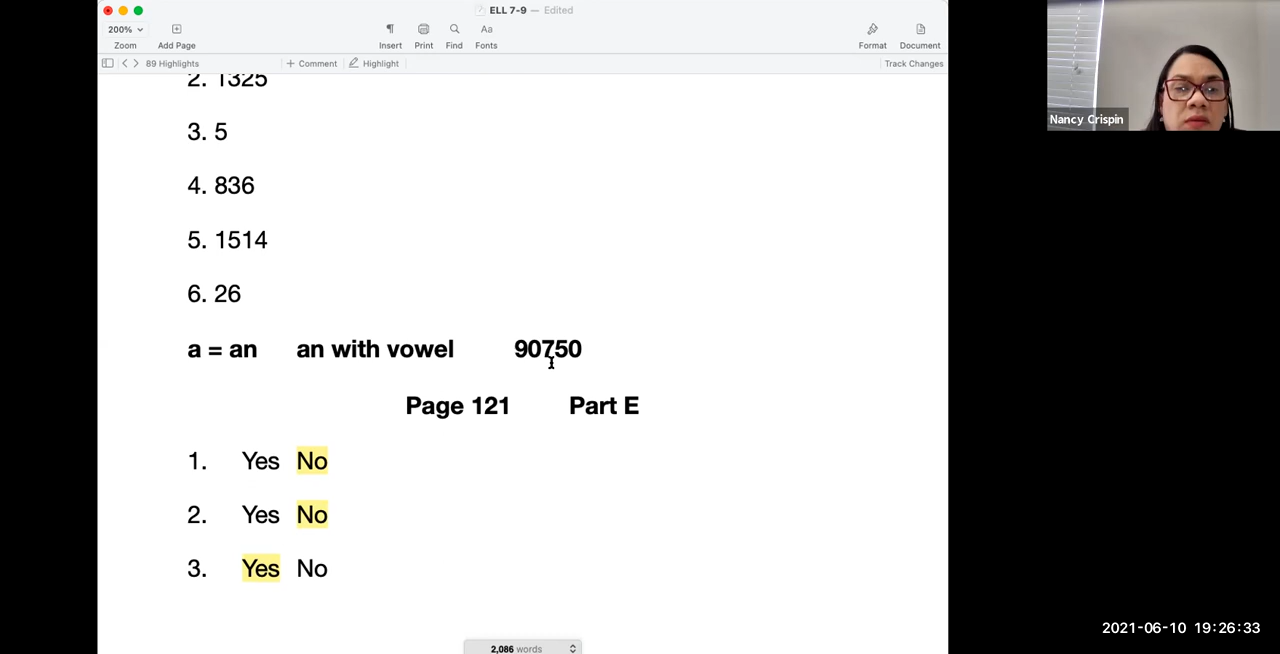 ELL 7-9 — Edited
200%
Zoom
Add Page
Insert
Print
Find
Aa
Fonts
Format
Document
89 Highlights
+ Comment
Highlight
Track Changes
Nancy Crispin
2. 1325
3. 5
4. 836
5. 1514
6. 26
a = an an with vowel 90750
Page 121 Part E
1. Yes No
2. Yes No
3. Yes No
2,086 words
2021-06-10 19:26:33